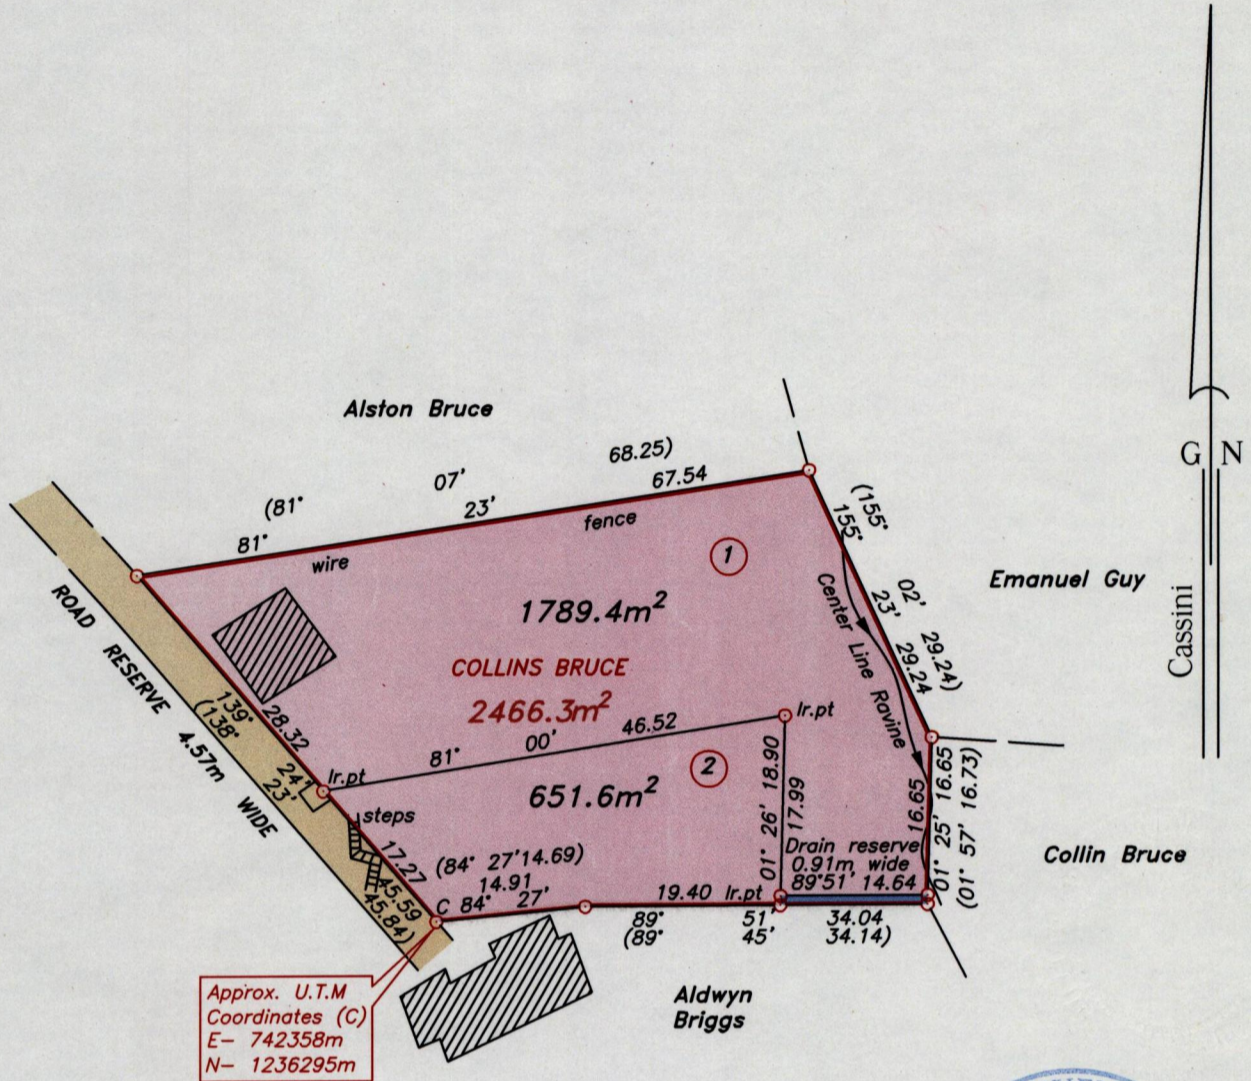 Alston Bruce
(81° 07' 68.25)
81° 23' 67.54
wire fence
G N
Cassini
(155° 02' 29.24)
155° 23' 29.24
Emanuel Guy
1
1789.4m²
COLLINS BRUCE
2466.3m²
Center Line Ravine
ROAD RESERVE 4.57m WIDE
139° 24' 45.59
(138° 23' 45.84)
28.32
17.27
Ir.pt
81° 00' 46.52
Ir.pt
2
651.6m²
steps
01° 26' 18.90
17.99
16.65
01° 25' 16.65
(01° 57' 16.73)
Collin Bruce
Drain reserve
0.91m wide
89°51' 14.64
(84° 27'14.69)
14.91
C 84° 27'
19.40 Ir.pt
89° 51' 34.04
(89° 45' 34.14)
Aldwyn
Briggs
Approx. U.T.M
Coordinates (C)
E- 742358m
N- 1236295m